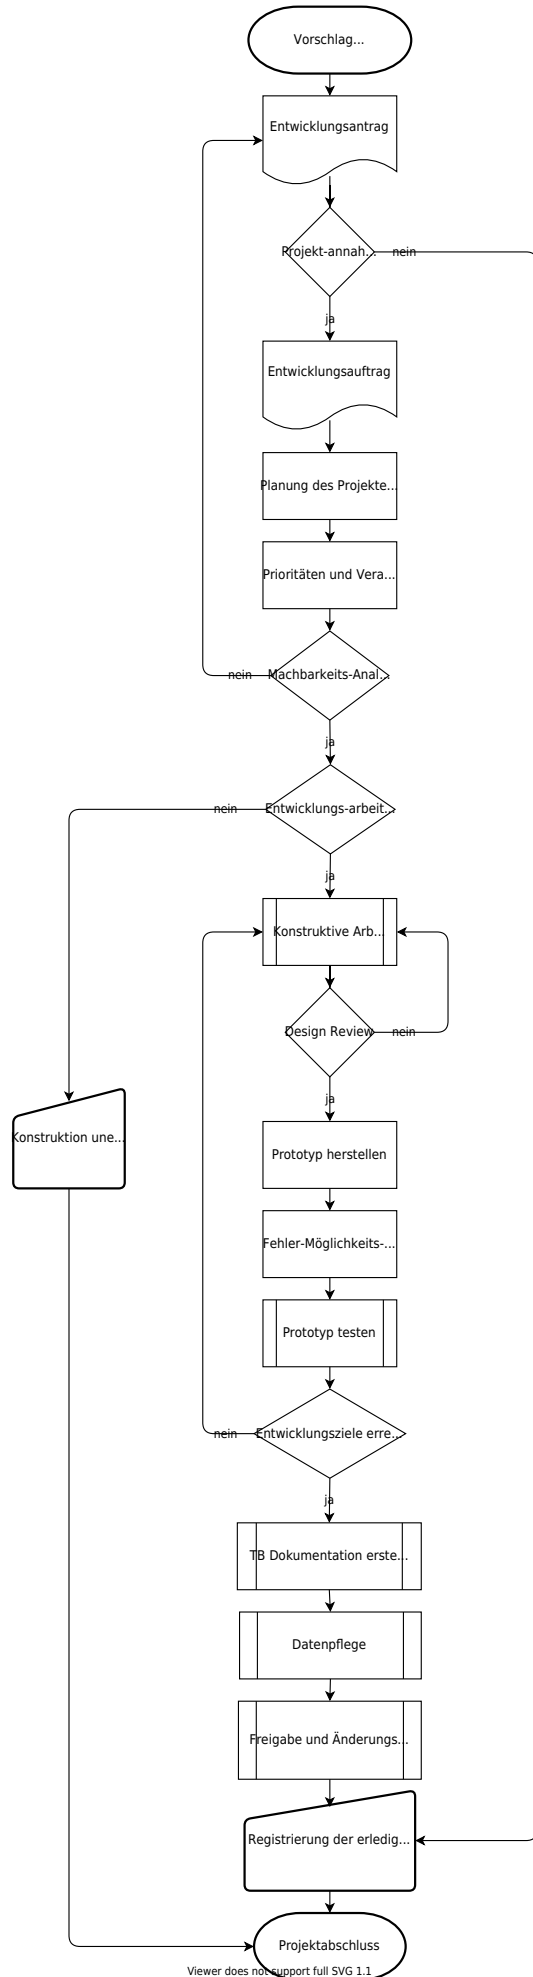 Vorschlag...
Entwicklungsantrag
Projekt-annah...
nein
ja
Entwicklungsauftrag
Planung des Projekte...
Prioritäten und Vera...
nein
Machbarkeits-Anal...
ja
nein
Entwicklungs-arbeit...
ja
Konstruktive Arb...
Design Review
nein
ja
Konstruktion une...
Prototyp herstellen
Fehler-Möglichkeits-...
Prototyp testen
nein
Entwicklungsziele erre...
ja
TB Dokumentation erste...
Datenpflege
Freigabe und Änderungs...
Registrierung der erledig...
Projektabschluss
Viewer does not support full SVG 1.1